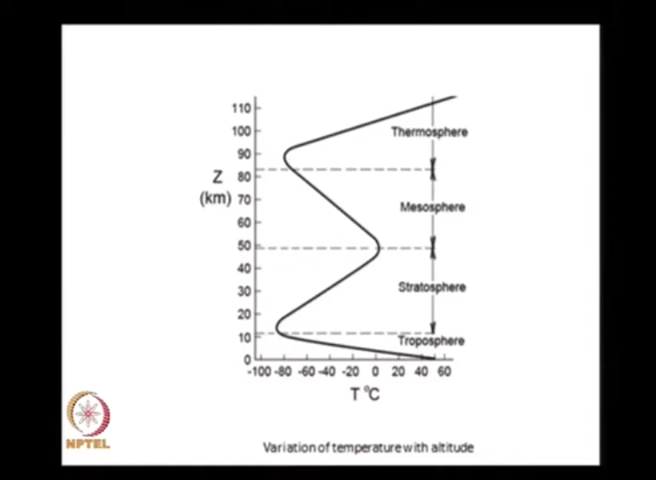 110
100
Thermosphere
90
Z
80
(km)
70
Mesosphere
60
50
40
Stratosphere
30
20
10
Troposphere
0
-100 -80 -60 -40 -20 0 20 40 60
T °C
NPTEL
Variation of temperature with altitude